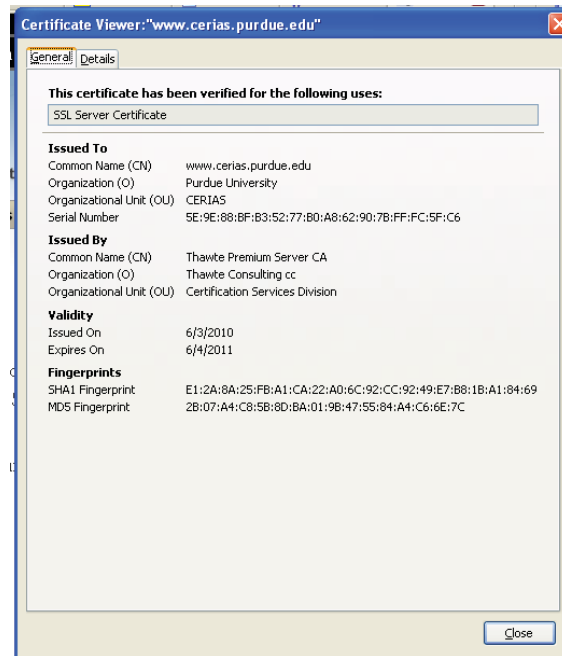 Certificate Viewer:"www.cerias.purdue.edu"
General Details
This certificate has been verified for the following uses:
SSL Server Certificate
Issued To
Common Name (CN) www.cerias.purdue.edu
Organization (O) Purdue University
Organizational Unit (OU) CERIAS
Serial Number 5E:9E:88:BF:B3:52:77:B0:A8:62:90:7B:FF:FC:5F:C6
Issued By
Common Name (CN) Thawte Premium Server CA
Organization (O) Thawte Consulting cc
Organizational Unit (OU) Certification Services Division
Validity
Issued On 6/3/2010
Expires On 6/4/2011
Fingerprints
SHA1 Fingerprint E1:2A:8A:25:FB:A1:CA:22:A0:6C:92:CC:92:49:E7:B8:1B:A1:84:69
MD5 Fingerprint 2B:07:A4:C8:5B:8D:BA:01:9B:47:55:84:A4:C6:6E:7C
Close